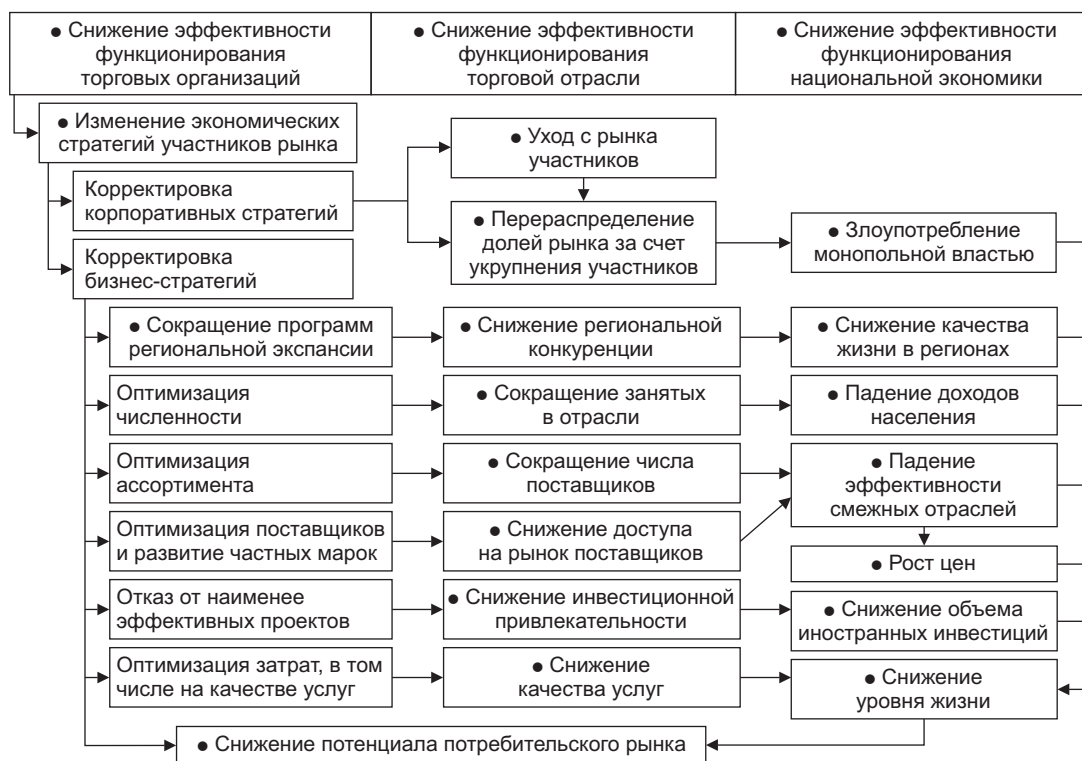 ● Снижение эффективности
функционирования
торговых организаций
● Снижение эффективности
функционирования
торговой отрасли
● Снижение эффективности
функционирования
национальной экономики
● Изменение экономических
стратегий участников рынка
Корректировка
корпоративных стратегий
Корректировка
бизнес-стратегий
● Уход с рынка
участников
● Перераспределение
долей рынка за счет
укрупнения участников
● Злоупотребление
монопольной властью
● Сокращение программ
региональной экспансии
● Снижение региональной
конкуренции
● Снижение качества
жизни в регионах
Оптимизация
численности
● Сокращение занятых
в отрасли
● Падение доходов
населения
Оптимизация
ассортимента
● Сокращение числа
поставщиков
● Падение
эффективности
смежных отраслей
Оптимизация поставщиков
и развитие частных марок
● Снижение доступа
на рынок поставщиков
● Рост цен
Отказ от наименее
эффективных проектов
● Снижение инвестиционной
привлекательности
● Снижение объема
иностранных инвестиций
Оптимизация затрат, в том
числе на качестве услуг
● Снижение
качества услуг
● Снижение
уровня жизни
● Снижение потенциала потребительского рынка